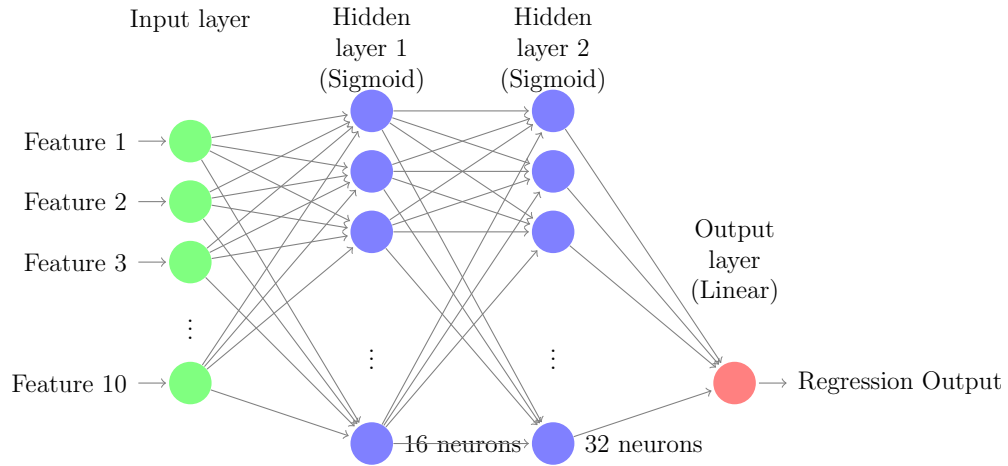 Input layer
Hidden
layer 1
(Sigmoid)
Hidden
layer 2
(Sigmoid)
Feature 1
Feature 2
Feature 3
⋮
Feature 10
⋮
16 neurons
⋮
32 neurons
Output
layer
(Linear)
Regression Output